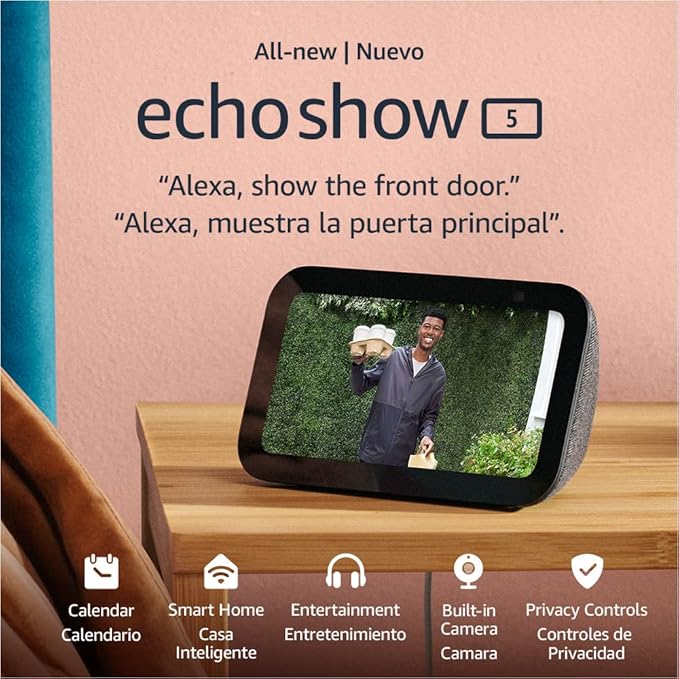 All-new | Nuevo
echo show 5
“Alexa, show the front door.”
“Alexa, muestra la puerta principal”.
Calendar
Calendario
Smart Home
Casa
Inteligente
Entertainment
Entretenimiento
Built-in
Camera
Camara
Privacy Controls
Controles de
Privacidad